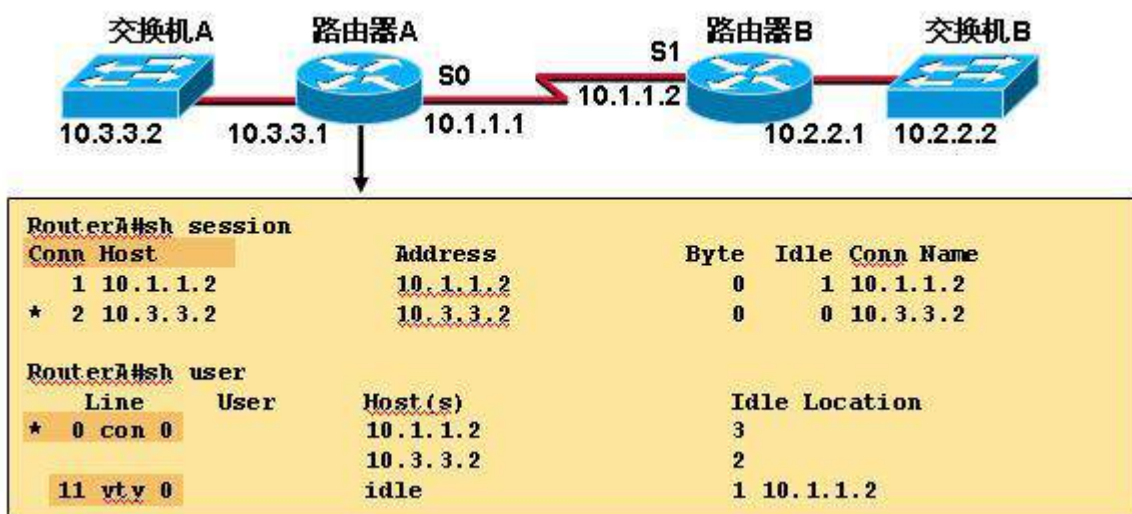 交换机A 路由器A 路由器B 交换机B
S0 S1
10.3.3.2 10.3.3.1 10.1.1.1 10.1.1.2 10.2.2.1 10.2.2.2
RouterA#sh session
Conn Host Address Byte Idle Conn Name
1 10.1.1.2 10.1.1.2 0 1 10.1.1.2
* 2 10.3.3.2 10.3.3.2 0 0 10.3.3.2
RouterA#sh user
Line User Host(s) Idle Location
* 0 con 0 10.1.1.2 3
10.3.3.2 2
11 vty 0 idle 1 10.1.1.2